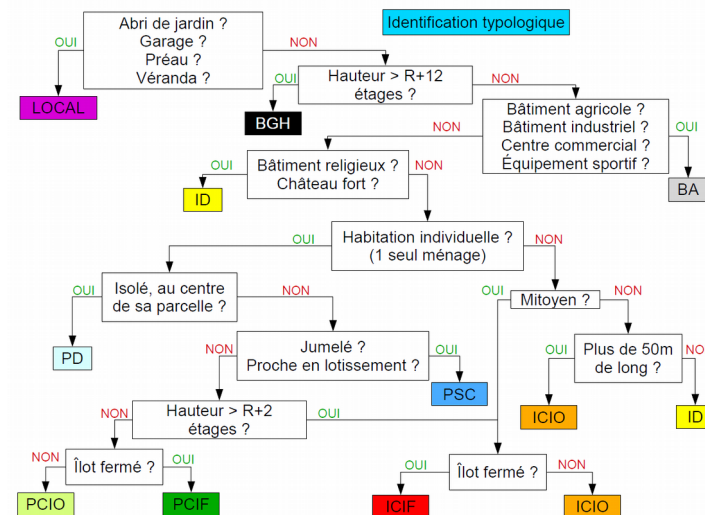 Identification typologique
Abri de jardin ?
Garage ?
Préau ?
Véranda ?
OUI
NON
LOCAL
Hauteur > R+12
étages ?
OUI
NON
BGH
Bâtiment agricole ?
Bâtiment industriel ?
Centre commercial ?
Équipement sportif ?
NON
OUI
BA
Bâtiment religieux ?
Château fort ?
OUI
NON
ID
Habitation individuelle ?
(1 seul ménage)
OUI
NON
Isolé, au centre
de sa parcelle ?
OUI
NON
PD
Mitoyen ?
OUI
NON
Jumelé ?
Proche en lotissement ?
NON
OUI
PSC
Plus de 50m
de long ?
OUI
NO
ICIO
ID
Hauteur > R+2
étages ?
NON
OUI
Îlot fermé ?
NON
OUI
PCIO
PCIF
Îlot fermé ?
OUI
NON
ICIF
ICIO